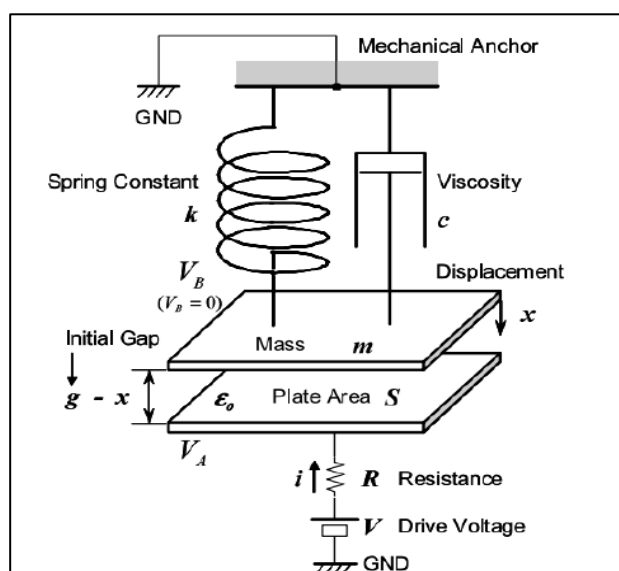 Mechanical Anchor
GND
Spring Constant
k
Viscosity
c
V_B
(V_B = 0)
Displacement
x
Initial Gap
Mass m
g - x
ε_o
Plate Area S
V_A
i R Resistance
V Drive Voltage
GND